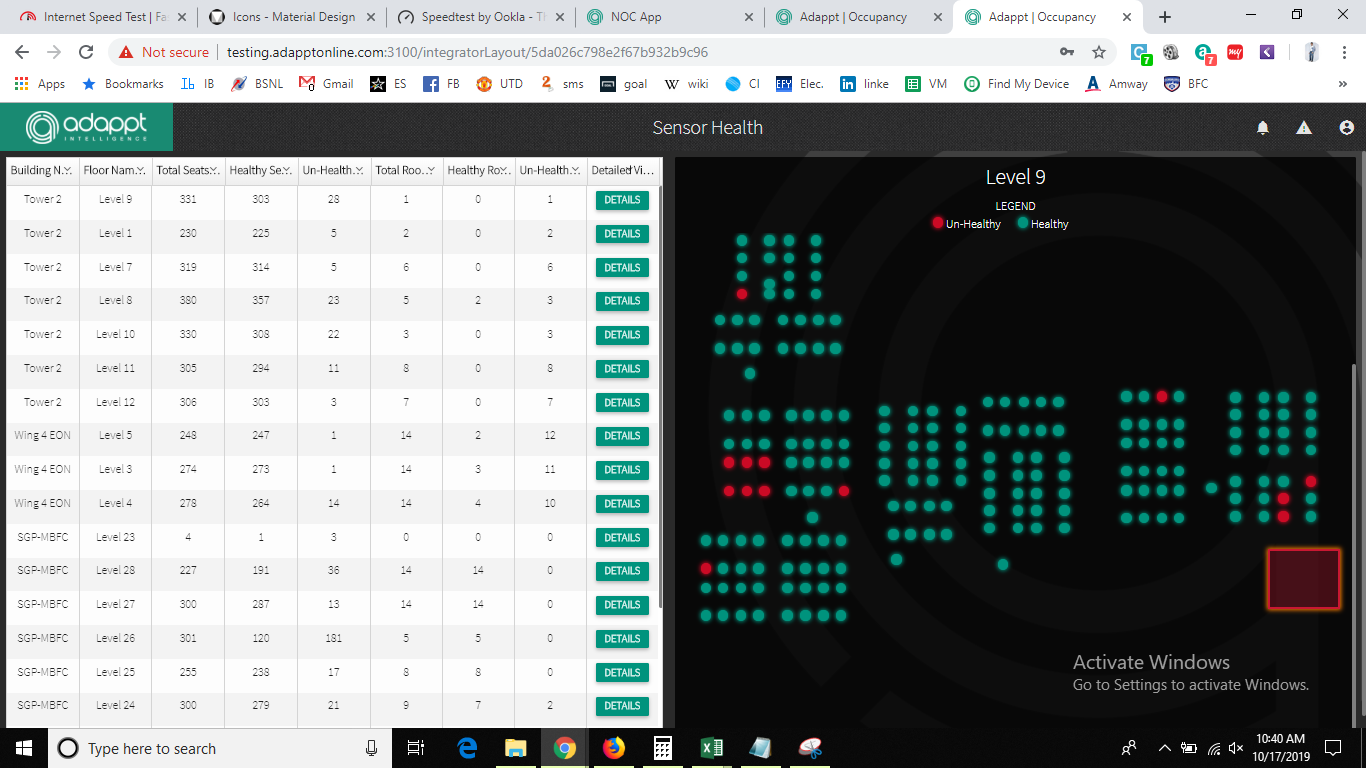 Internet Speed Test | Fa
Icons - Material Design
Speedtest by Ookla - Th
NOC App
Adappt | Occupancy
Adappt | Occupancy
Not secure | testing.adapptonline.com:3100/integratorLayout/5da026c798e2f67b932b9c96
7
7
my
Apps Bookmarks IB BSNL Gmail ES FB UTD sms goal wiki CI Elec. linke VM Find My Device Amway BFC »
adappt
INTELLIGENCE
Sensor Health
Building N... Floor Nam... Total Seats... Healthy Se... Un-Health... Total Roo... Healthy Ro... Un-Health... Detailed Vi...
Tower 2 Level 9 331 303 28 1 0 1 DETAILS
Tower 2 Level 1 230 225 5 2 0 2 DETAILS
Tower 2 Level 7 319 314 5 6 0 6 DETAILS
Tower 2 Level 8 380 357 23 5 2 3 DETAILS
Tower 2 Level 10 330 308 22 3 0 3 DETAILS
Tower 2 Level 11 305 294 11 8 0 8 DETAILS
Tower 2 Level 12 306 303 3 7 0 7 DETAILS
Wing 4 EON Level 5 248 247 1 14 2 12 DETAILS
Wing 4 EON Level 3 274 273 1 14 3 11 DETAILS
Wing 4 EON Level 4 278 264 14 14 4 10 DETAILS
SGP-MBFC Level 23 4 1 3 0 0 0 DETAILS
SGP-MBFC Level 28 227 191 36 14 14 0 DETAILS
SGP-MBFC Level 27 300 287 13 14 14 0 DETAILS
SGP-MBFC Level 26 301 120 181 5 5 0 DETAILS
SGP-MBFC Level 25 255 238 17 8 8 0 DETAILS
SGP-MBFC Level 24 300 279 21 9 7 2 DETAILS
Level 9
LEGEND
Un-Healthy Healthy
Activate Windows
Go to Settings to activate Windows.
Type here to search
10:40 AM
10/17/2019